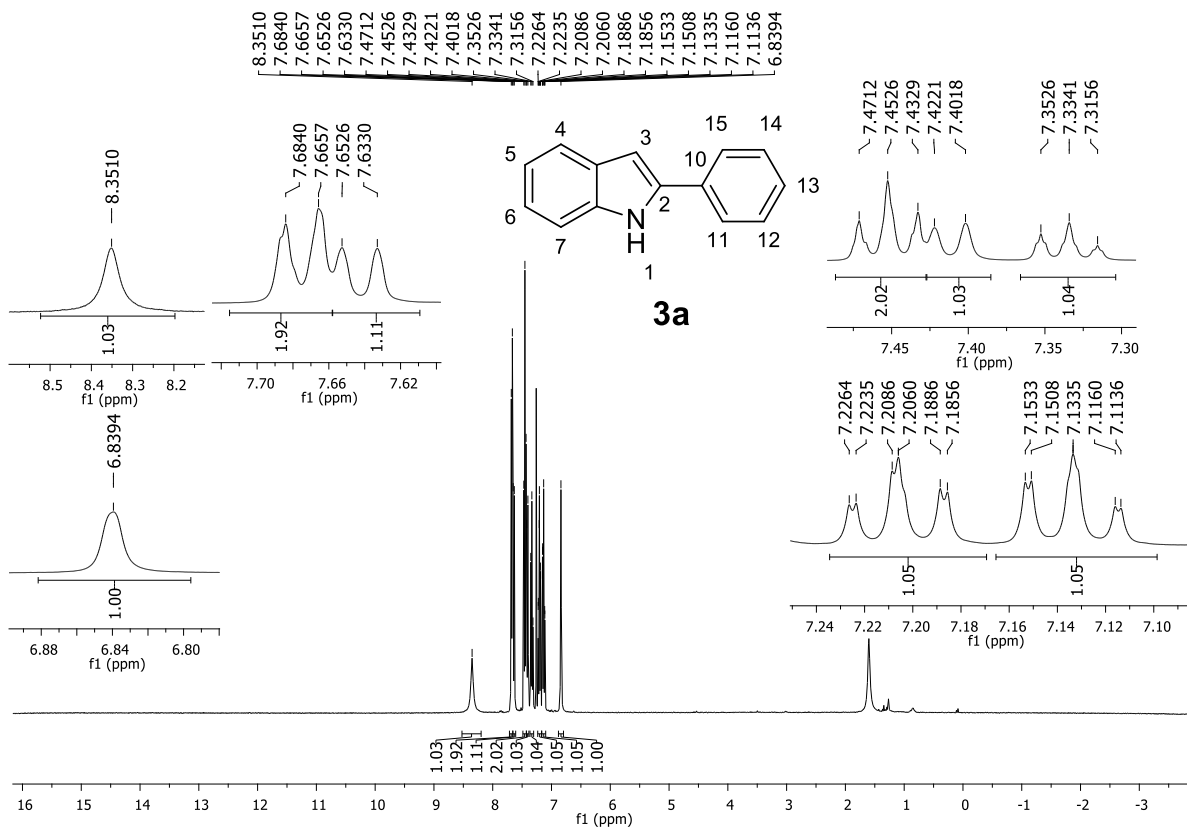 8.3510 7.6840 7.6657 7.6526 7.6330 7.4712 7.4526 7.4329 7.4221 7.4018 7.3526 7.3341 7.3156 7.2264 7.2235 7.2086 7.2060 7.1886 7.1856 7.1533 7.1508 7.1335 7.1160 7.1136 6.8394
8.3510
1.03
8.5 8.4 8.3 8.2
f1 (ppm)
7.6840 7.6657 7.6526 7.6330
1.92 1.11
7.70 7.66 7.62
f1 (ppm)
4 3 15 14
5 10 13
6 2
7 N 11 12
H
1
3a
7.4712 7.4526 7.4329 7.4221 7.4018 7.3526 7.3341 7.3156
2.02 1.03 1.04
7.45 7.40 7.35 7.30
f1 (ppm)
6.8394
1.00
6.88 6.84 6.80
f1 (ppm)
7.2264 7.2235 7.2086 7.2060 7.1886 7.1856 7.1533 7.1508 7.1335 7.1160 7.1136
1.05 1.05
7.24 7.22 7.20 7.18 7.16 7.14 7.12 7.10
f1 (ppm)
1.03 1.92 1.11 2.02 1.03 1.04 1.05 1.05 1.00
16 15 14 13 12 11 10 9 8 7 6 5 4 3 2 1 0 -1 -2 -3
f1 (ppm)